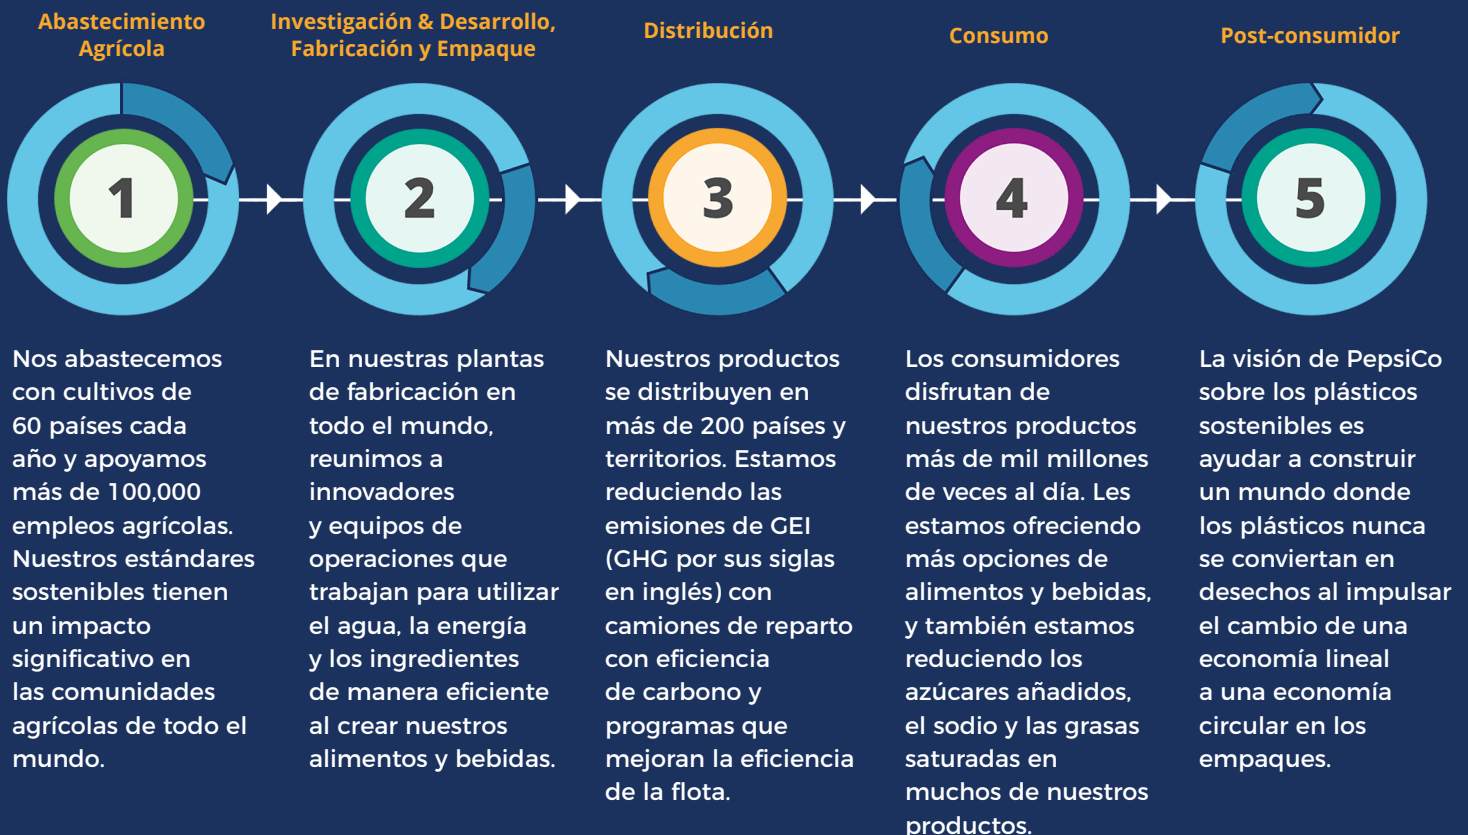 Abastecimiento
Agrícola
1
Nos abastecemos
con cultivos de
60 países cada
año y apoyamos
más de 100,000
empleos agrícolas.
Nuestros estándares
sostenibles tienen
un impacto
significativo en
las comunidades
agrícolas de todo el
mundo.
Investigación & Desarrollo,
Fabricación y Empaque
2
En nuestras plantas
de fabricación en
todo el mundo,
reunimos a
innovadores
y equipos de
operaciones que
trabajan para utilizar
el agua, la energía
y los ingredientes
de manera eficiente
al crear nuestros
alimentos y bebidas.
Distribución
3
Nuestros productos
se distribuyen en
más de 200 países y
territorios. Estamos
reduciendo las
emisiones de GEI
(GHG por sus siglas
en inglés) con
camiones de reparto
con eficiencia
de carbono y
programas que
mejoran la eficiencia
de la flota.
Consumo
4
Los consumidores
disfrutan de
nuestros productos
más de mil millones
de veces al día. Les
estamos ofreciendo
más opciones de
alimentos y bebidas,
y también estamos
reduciendo los
azúcares añadidos,
el sodio y las grasas
saturadas en
muchos de nuestros
productos.
Post-consumidor
5
La visión de PepsiCo
sobre los plásticos
sostenibles es
ayudar a construir
un mundo donde
los plásticos nunca
se conviertan en
desechos al impulsar
el cambio de una
economía lineal
a una economía
circular en los
empaques.